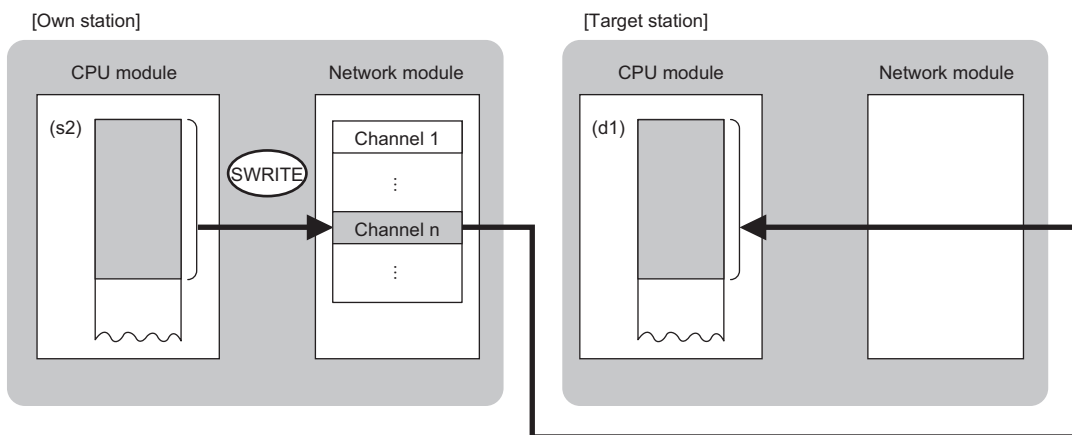 [Own station]
[Target station]
CPU module
Network module
CPU module
Network module
(s2)
Channel 1
(d1)
SWRITE
⋮
Channel n
⋮